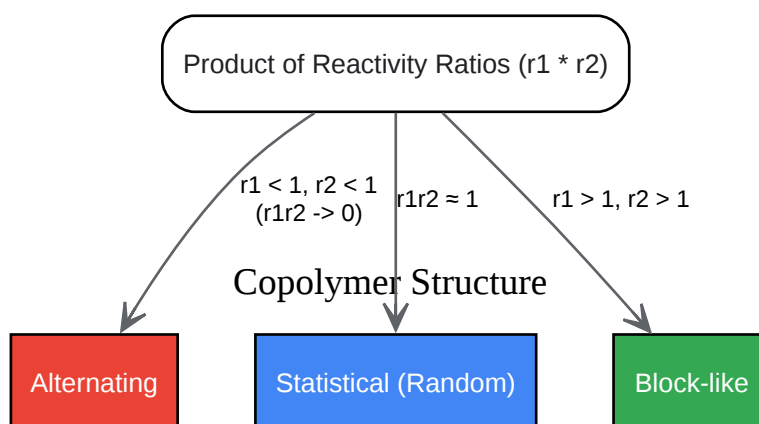 Product of Reactivity Ratios (r1 * r2)
r1 < 1, r2 < 1
(r1r2 -> 0)
r1r2 ≈ 1
r1 > 1, r2 > 1
Copolymer Structure
Alternating
Statistical (Random)
Block-like